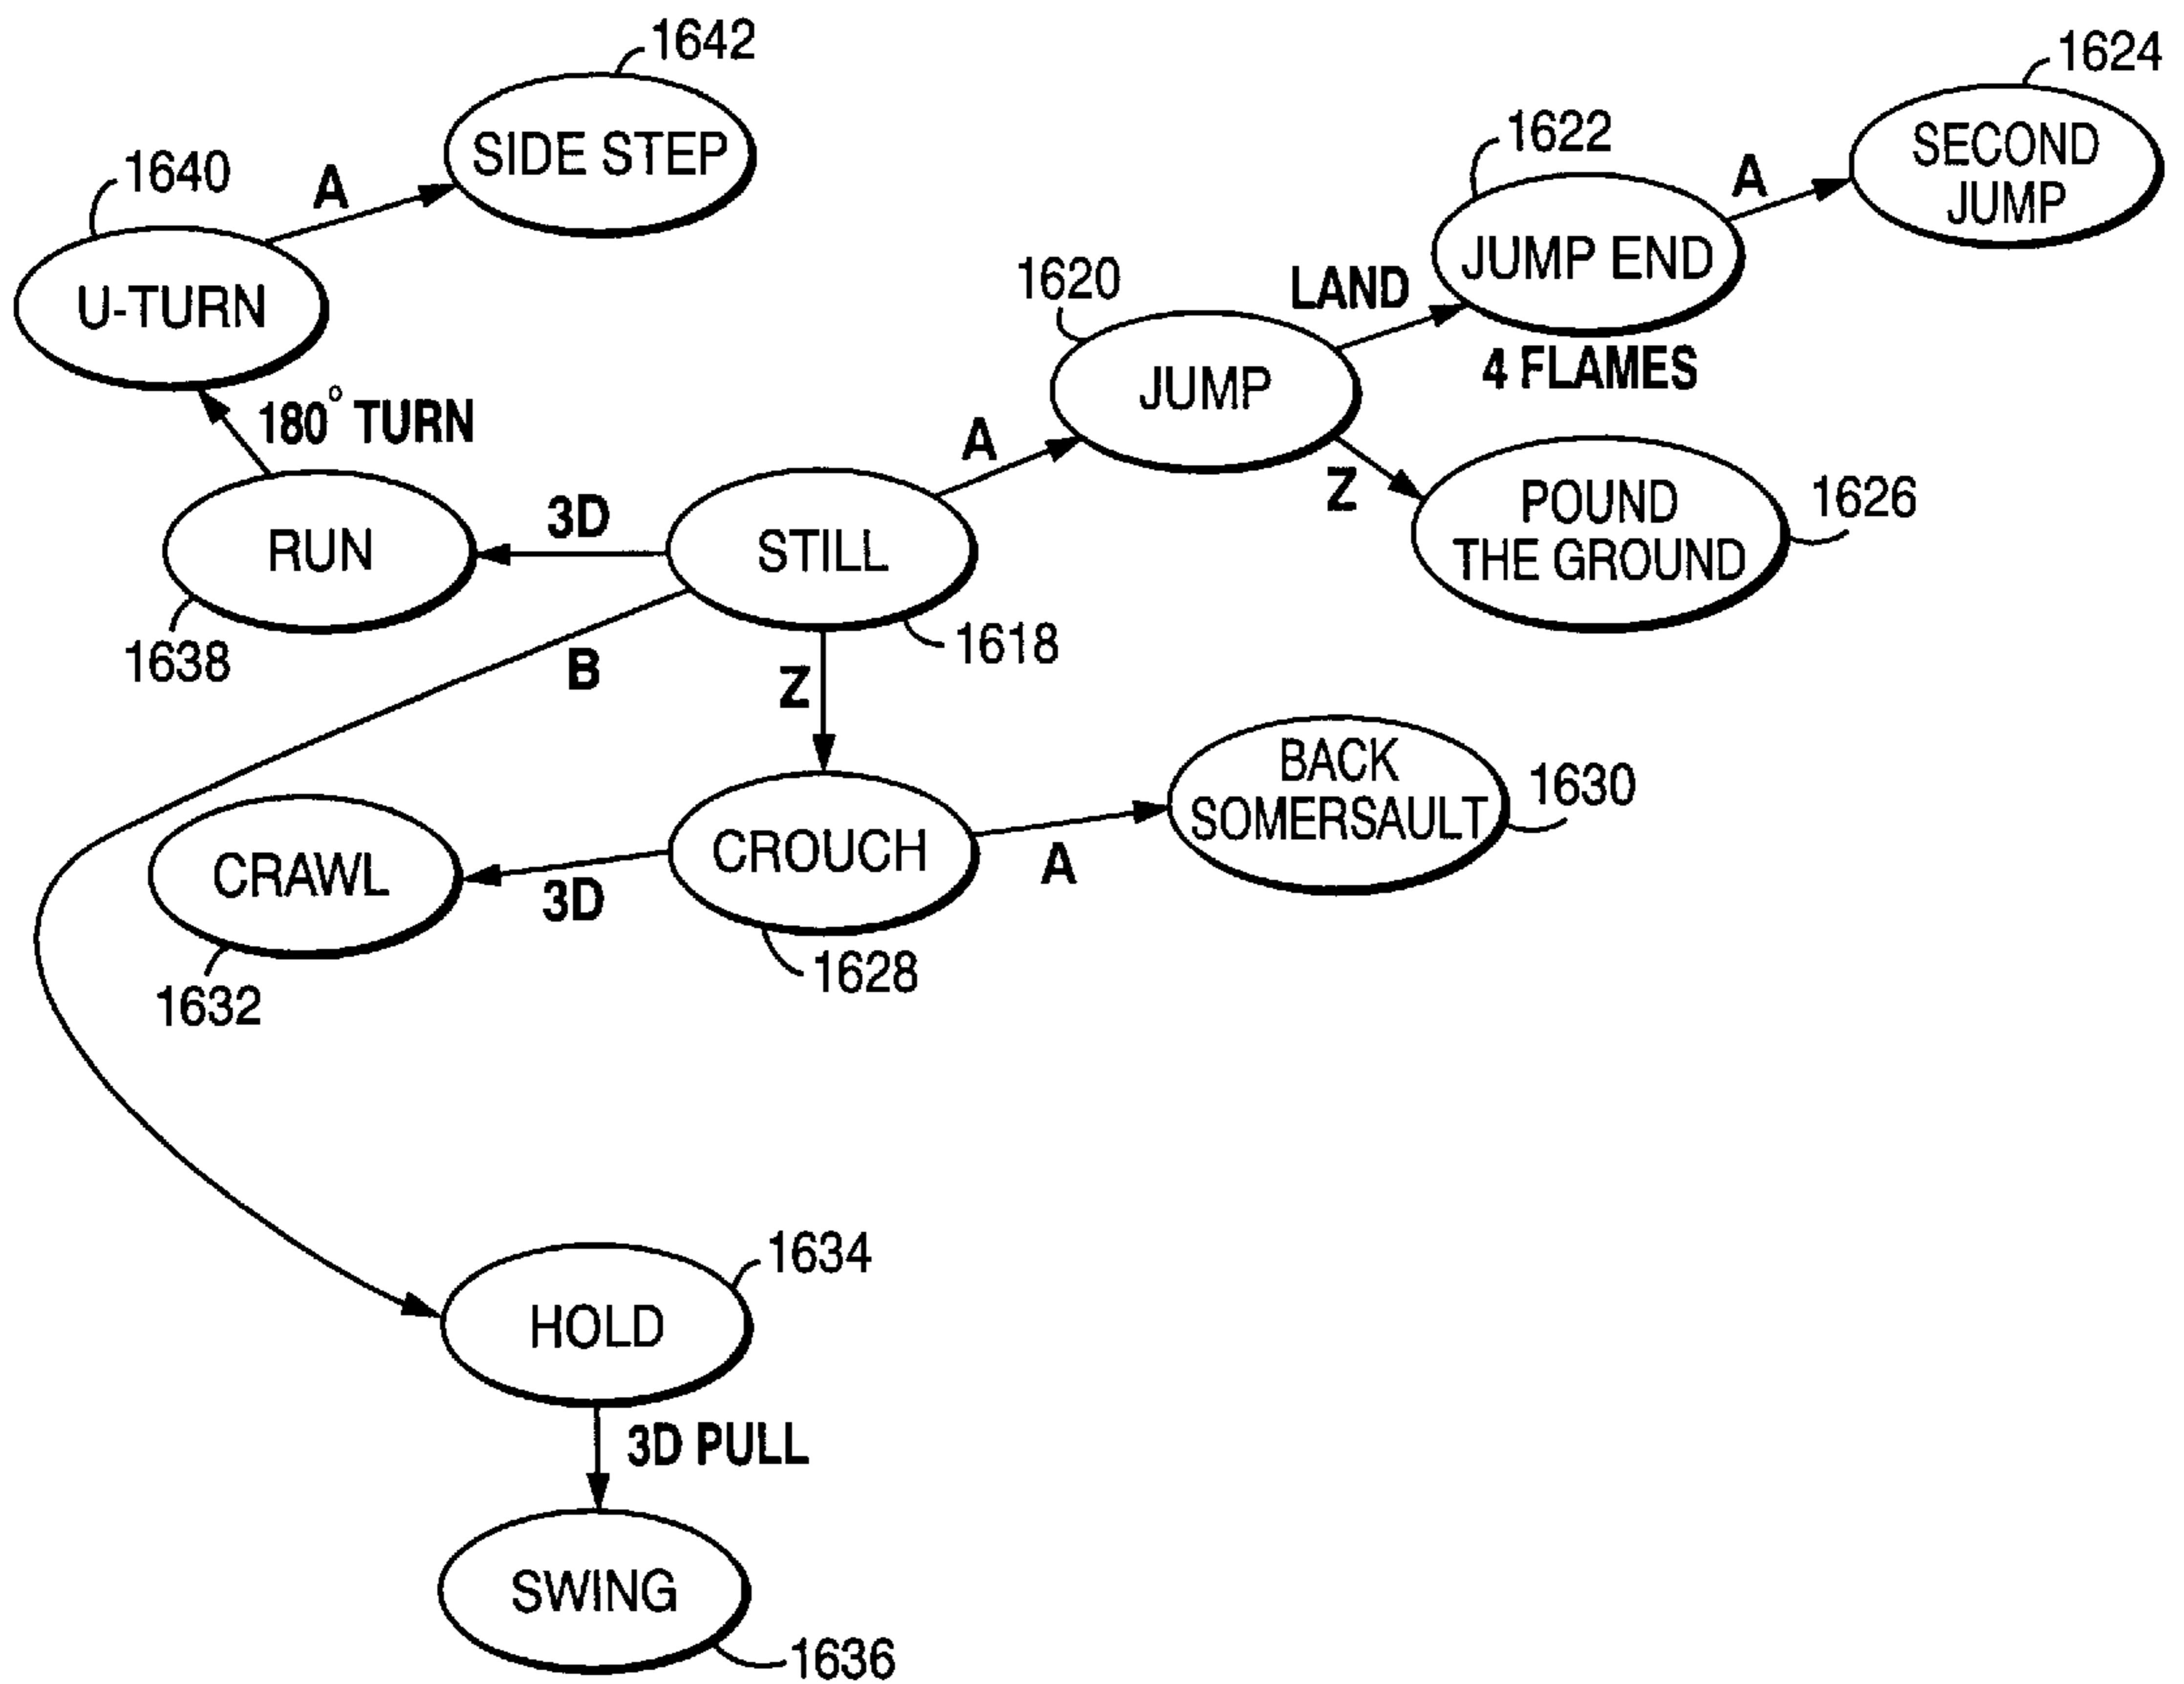 1642
SIDE STEP
1624
SECOND
JUMP
1640
A
U-TURN
1622
JUMP END
A
1620
LAND
JUMP
4 FLAMES
180° TURN
A
Z
POUND
THE GROUND
1626
RUN
3D
STILL
1638
1618
B
Z
BACK
SOMERSAULT
1630
CRAWL
3D
CROUCH
A
1632
1628
1634
HOLD
3D PULL
SWING
1636